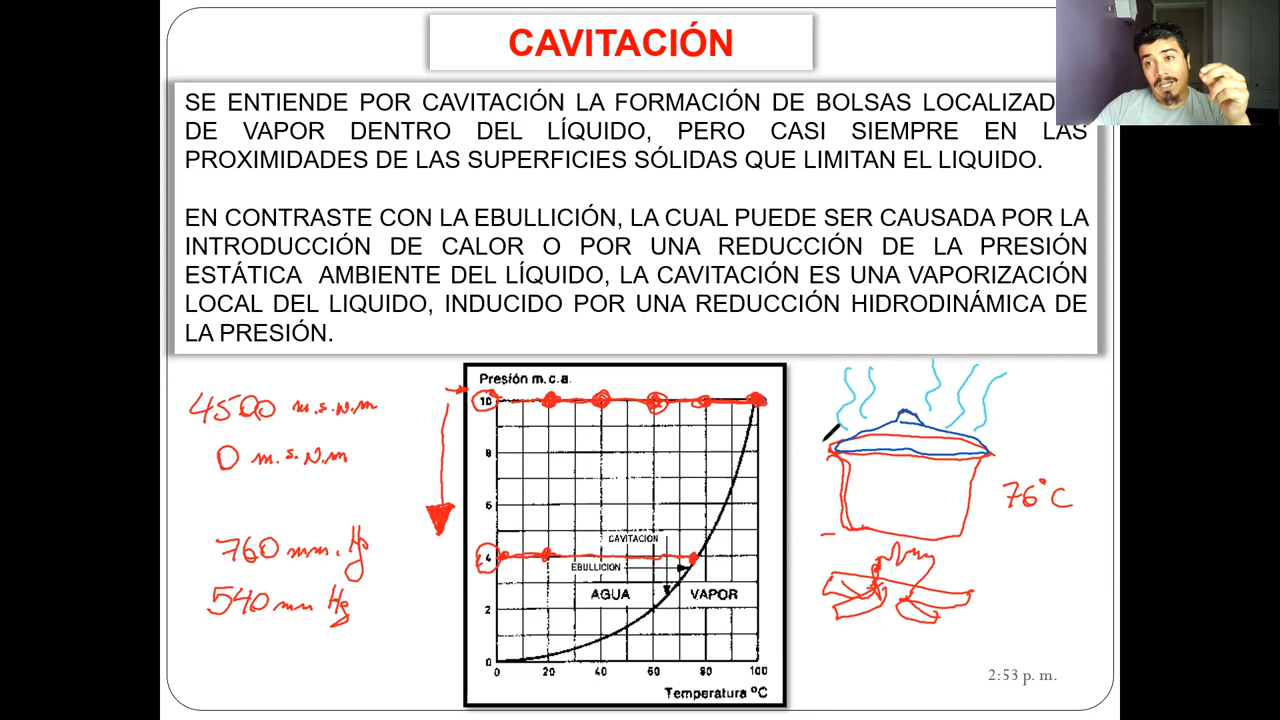 CAVITACIÓN
SE ENTIENDE POR CAVITACIÓN LA FORMACIÓN DE BOLSAS LOCALIZAD
DE VAPOR DENTRO DEL LÍQUIDO, PERO CASI SIEMPRE EN LAS
PROXIMIDADES DE LAS SUPERFICIES SÓLIDAS QUE LIMITAN EL LIQUIDO.
EN CONTRASTE CON LA EBULLICIÓN, LA CUAL PUEDE SER CAUSADA POR LA
INTRODUCCIÓN DE CALOR O POR UNA REDUCCIÓN DE LA PRESIÓN
ESTÁTICA AMBIENTE DEL LÍQUIDO, LA CAVITACIÓN ES UNA VAPORIZACIÓN
LOCAL DEL LIQUIDO, INDUCIDO POR UNA REDUCCIÓN HIDRODINÁMICA DE
LA PRESIÓN.
4500 m.s.N.m
0 m.s.N.m
760 mm. Hg
540 mm Hg
Presión m.c.a.
10
8
6
4
2
0
CAVITACION
EBULLICION
AGUA VAPOR
0 20 40 60 80 100
Temperatura ºC
76°C
2:53 p. m.